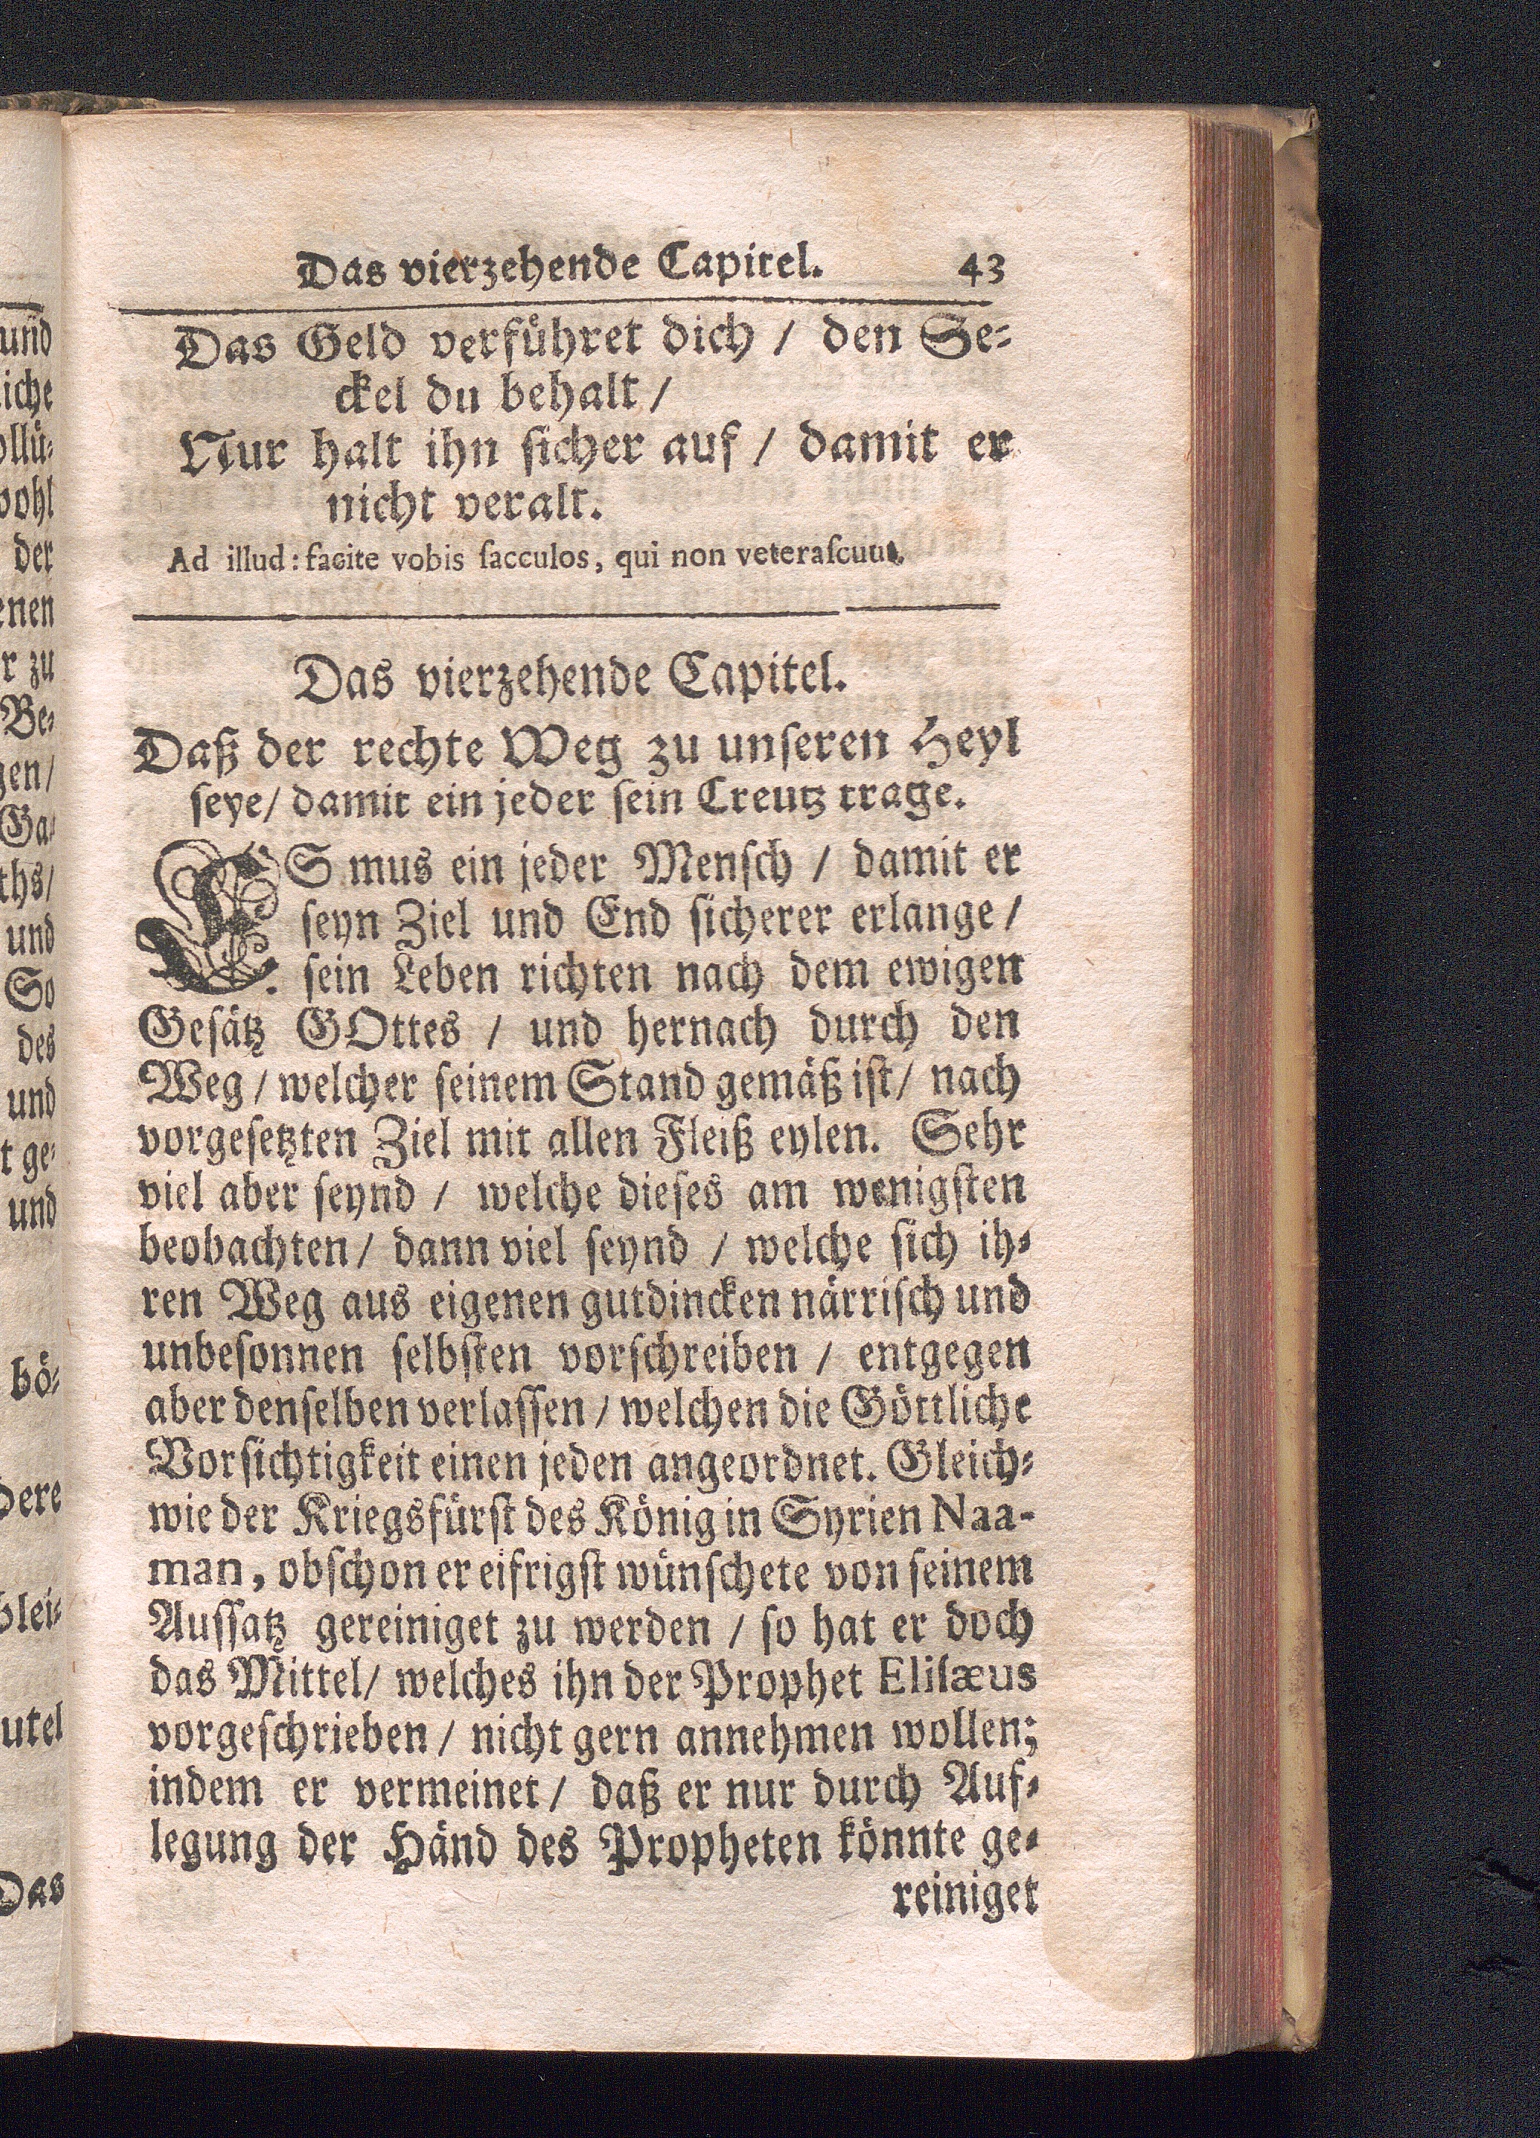 Das vierzehende Capitel. 43
Das Geld verführet dich / den Se-
ckel du behalt /
Nur halt ihn sicher auf / damit er
nicht veralt.
Ad illud: facite vobis sacculos, qui non veterascunt.
Das vierzehende Capitel.
Daß der rechte Weg zu unseren Heyl
seye / damit ein jeder sein Creutz trage.
ES mus ein jeder Mensch / damit er
seyn Ziel und End sicherer erlange /
sein Leben richten nach dem ewigen
Gesätz GOttes / und hernach durch den
Weg / welcher seinem Stand gemäß ist / nach
vorgesetzten Ziel mit allen Fleiß eylen. Sehr
viel aber seynd / welche dieses am wenigsten
beobachten / dann viel seynd / welche sich ih-
ren Weg aus eigenen gutdincken närrisch und
unbesonnen selbsten vorschreiben / entgegen
aber denselben verlassen / welchen die Göttliche
Vorsichtigkeit einen jeden angeordnet. Gleich-
wie der Kriegsfürst des König in Syrien Naa-
man, obschon er eifrigst wünschete von seinem
Aussatz gereiniget zu werden / so hat er doch
das Mittel / welches ihn der Prophet Elisæus
vorgeschrieben / nicht gern annehmen wollen;
indem er vermeinet / daß er nur durch Auf-
legung der Händ des Propheten könnte ge-
reiniget